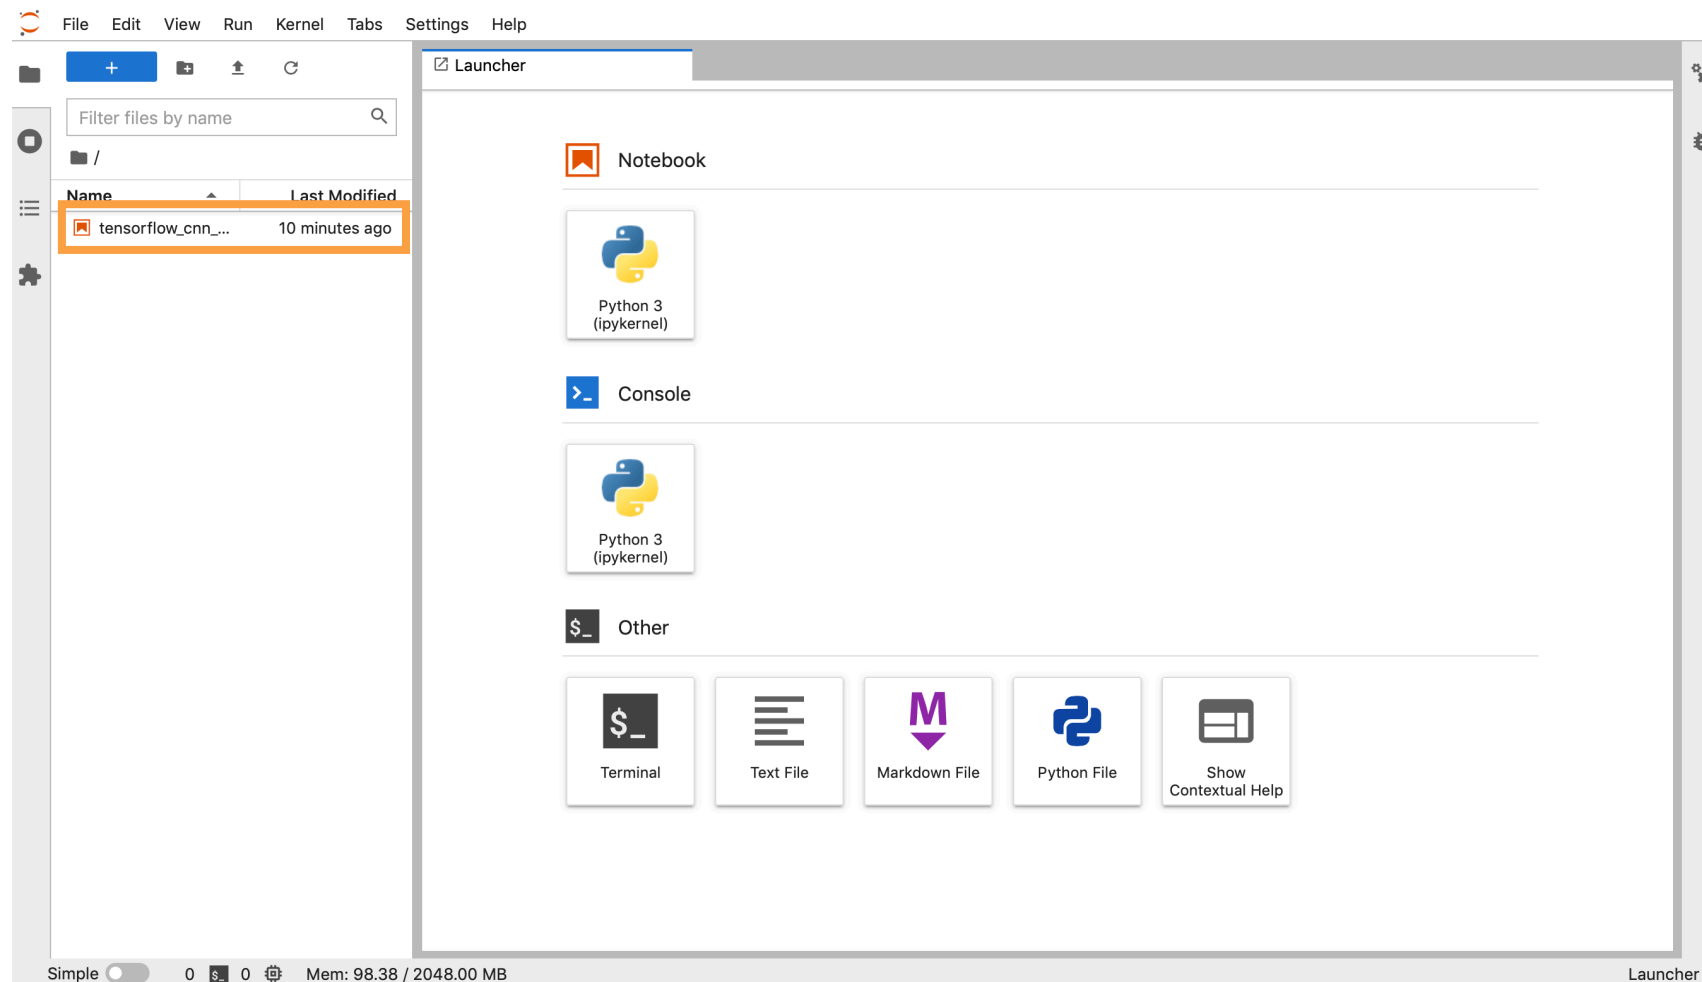 File Edit View Run Kernel Tabs Settings Help
+
Launcher
Filter files by name
/
Name Last Modified
tensorflow_cnn_... 10 minutes ago
Notebook
Python 3
(ipykernel)
>_ Console
Python 3
(ipykernel)
$_ Other
$_
Terminal
Text File
M
Markdown File
Python File
Show
Contextual Help
Simple 0 $_ 0 Mem: 98.38 / 2048.00 MB Launcher